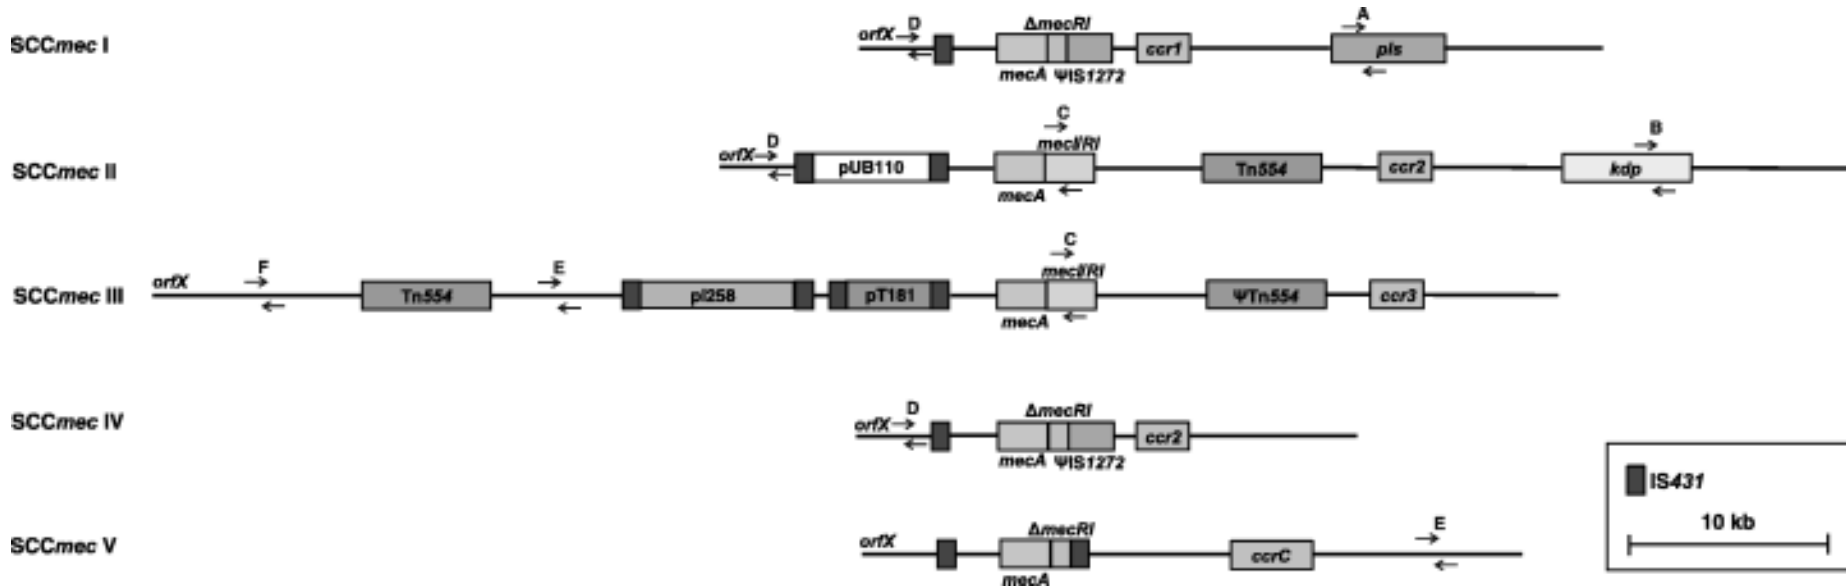 SCCmec I
orfX D ΔmecRI ccr1 A pls
mecA ΨIS1272
SCCmec II
orfX D pUB110 C mecI/RI Tn554 ccr2 kdp B
mecA
SCCmec III
orfX F Tn554 E pI258 pT181 C mecI/RI ΨTn554 ccr3
mecA
SCCmec IV
orfX D ΔmecRI ccr2
mecA ΨIS1272
SCCmec V
orfX ΔmecRI ccrC E
mecA
IS431
10 kb